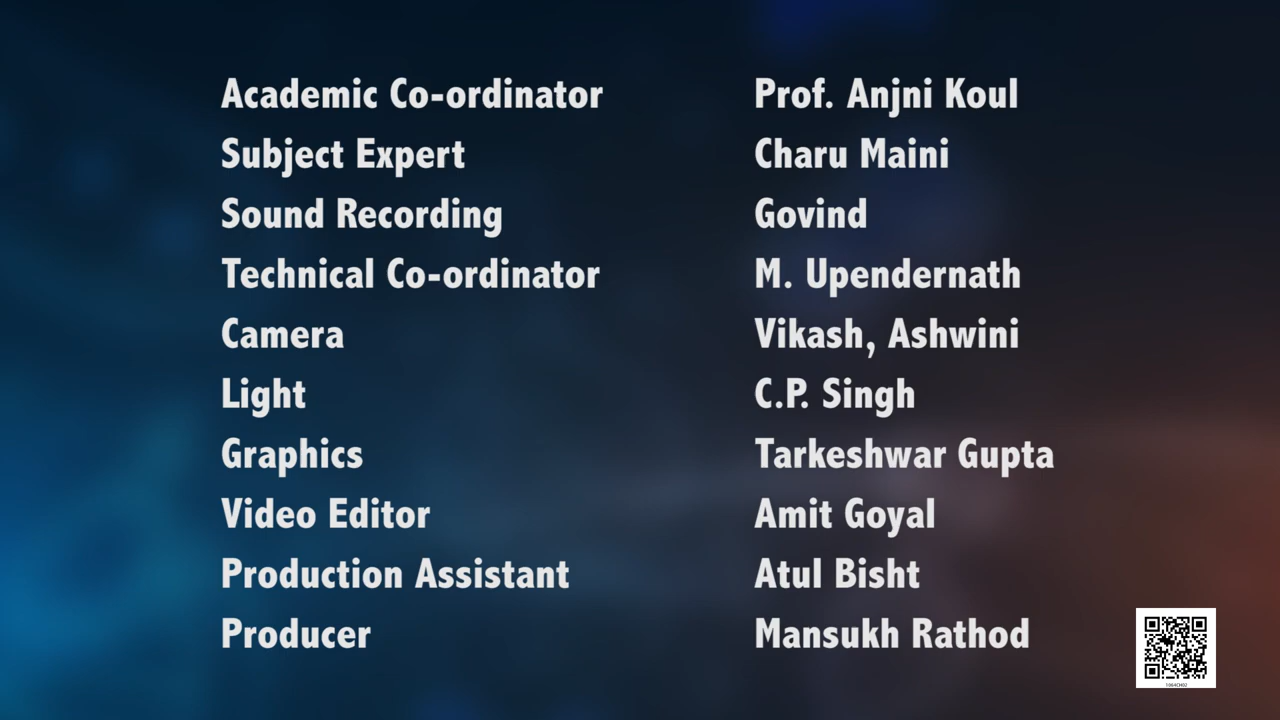 Academic Co-ordinator Prof. Anjni Koul
Subject Expert Charu Maini
Sound Recording Govind
Technical Co-ordinator M. Upendernath
Camera Vikash, Ashwini
Light C.P. Singh
Graphics Tarkeshwar Gupta
Video Editor Amit Goyal
Production Assistant Atul Bisht
Producer Mansukh Rathod